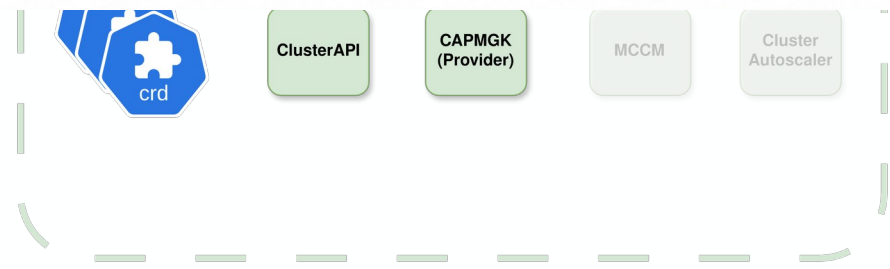 crd
ClusterAPI
CAPMGK
(Provider)
MCCM
Cluster
Autoscaler